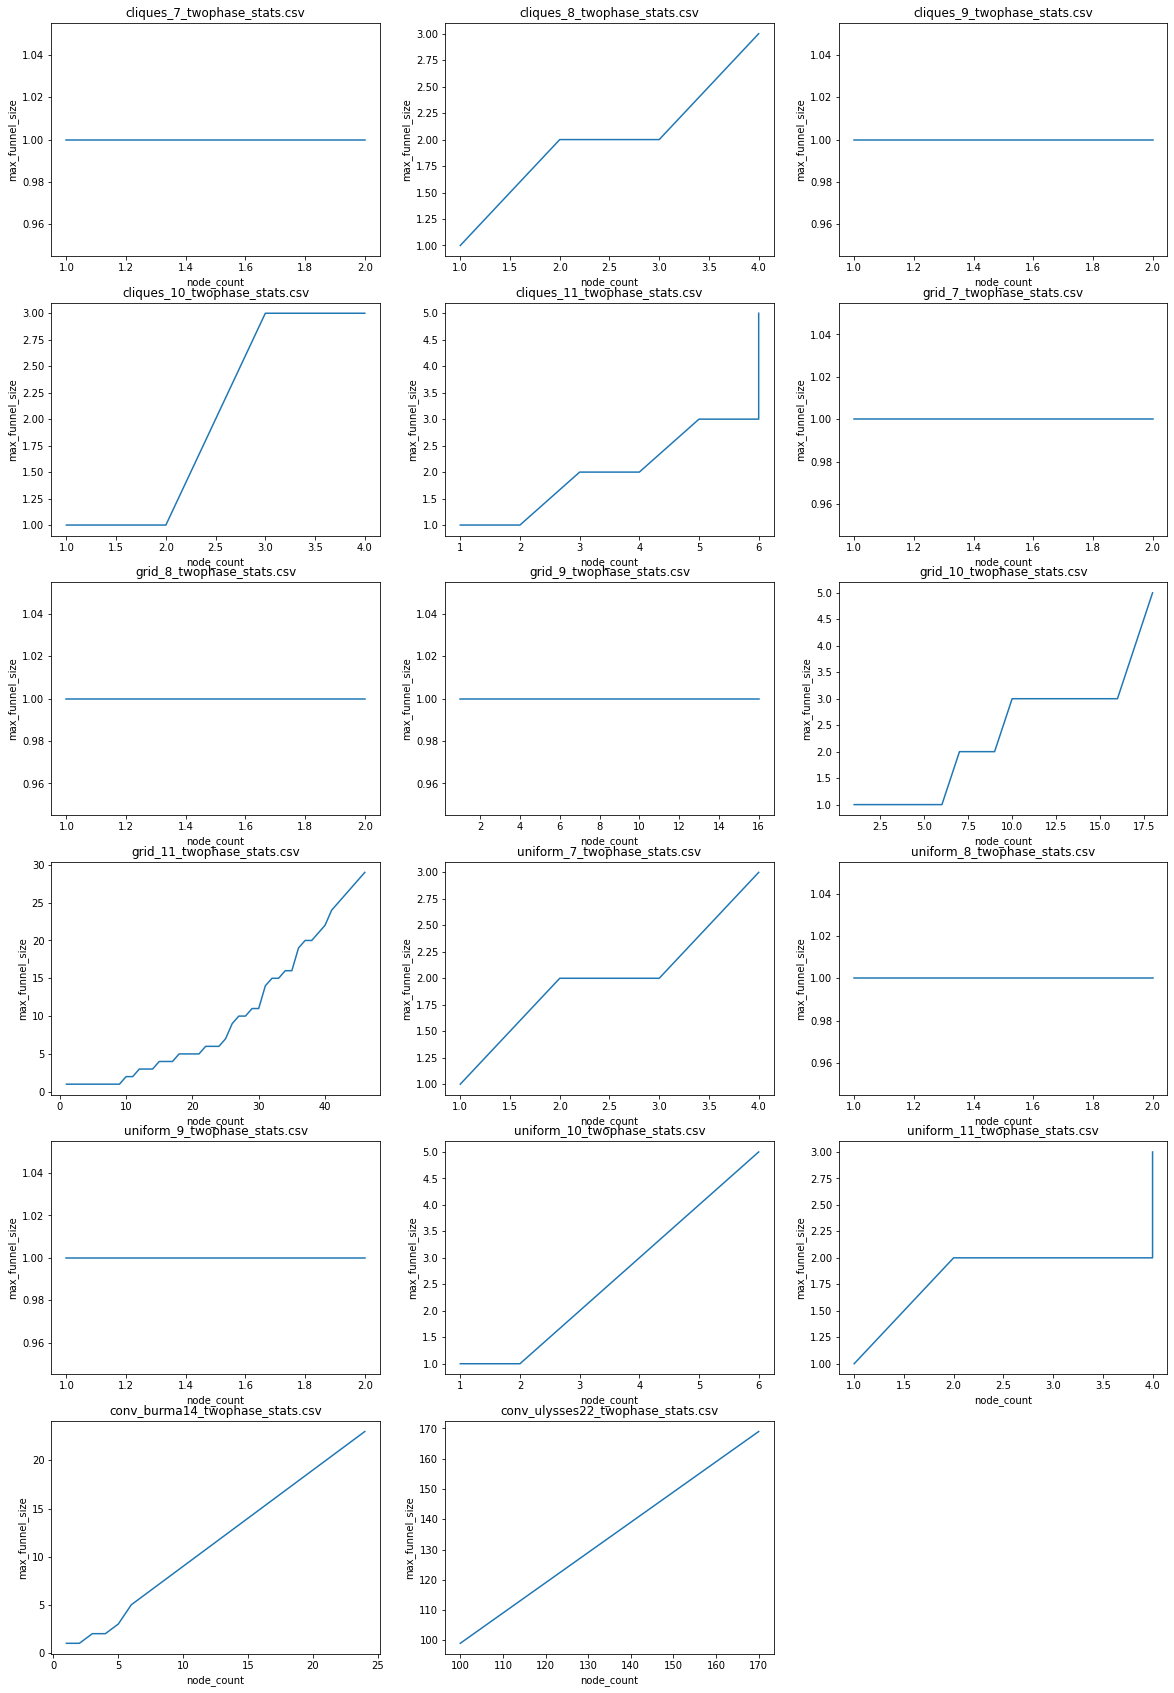 cliques_7_twophase_stats.csv
1.04
1.02
1.00
0.98
0.96
max_funnel_size
1.0 1.2 1.4 1.6 1.8 2.0
node_count
cliques_8_twophase_stats.csv
3.00
2.75
2.50
2.25
2.00
1.75
1.50
1.25
1.00
max_funnel_size
1.0 1.5 2.0 2.5 3.0 3.5 4.0
node_count
cliques_9_twophase_stats.csv
1.04
1.02
1.00
0.98
0.96
max_funnel_size
1.0 1.2 1.4 1.6 1.8 2.0
node_count
cliques_10_twophase_stats.csv
3.00
2.75
2.50
2.25
2.00
1.75
1.50
1.25
1.00
max_funnel_size
1.0 1.5 2.0 2.5 3.0 3.5 4.0
node_count
cliques_11_twophase_stats.csv
5.0
4.5
4.0
3.5
3.0
2.5
2.0
1.5
1.0
max_funnel_size
1 2 3 4 5 6
node_count
grid_7_twophase_stats.csv
1.04
1.02
1.00
0.98
0.96
max_funnel_size
1.0 1.2 1.4 1.6 1.8 2.0
node_count
grid_8_twophase_stats.csv
1.04
1.02
1.00
0.98
0.96
max_funnel_size
1.0 1.2 1.4 1.6 1.8 2.0
node_count
grid_9_twophase_stats.csv
1.04
1.02
1.00
0.98
0.96
max_funnel_size
2 4 6 8 10 12 14 16
node_count
grid_10_twophase_stats.csv
5.0
4.5
4.0
3.5
3.0
2.5
2.0
1.5
1.0
max_funnel_size
2.5 5.0 7.5 10.0 12.5 15.0 17.5
node_count
grid_11_twophase_stats.csv
30
25
20
15
10
5
0
max_funnel_size
0 10 20 30 40
node_count
uniform_7_twophase_stats.csv
3.00
2.75
2.50
2.25
2.00
1.75
1.50
1.25
1.00
max_funnel_size
1.0 1.5 2.0 2.5 3.0 3.5 4.0
node_count
uniform_8_twophase_stats.csv
1.04
1.02
1.00
0.98
0.96
max_funnel_size
1.0 1.2 1.4 1.6 1.8 2.0
node_count
uniform_9_twophase_stats.csv
1.04
1.02
1.00
0.98
0.96
max_funnel_size
1.0 1.2 1.4 1.6 1.8 2.0
node_count
uniform_10_twophase_stats.csv
5.0
4.5
4.0
3.5
3.0
2.5
2.0
1.5
1.0
max_funnel_size
1 2 3 4 5 6
node_count
uniform_11_twophase_stats.csv
3.00
2.75
2.50
2.25
2.00
1.75
1.50
1.25
1.00
max_funnel_size
1.0 1.5 2.0 2.5 3.0 3.5 4.0
node_count
conv_burma14_twophase_stats.csv
20
15
10
5
0
max_funnel_size
0 5 10 15 20 25
node_count
conv_ulysses22_twophase_stats.csv
170
160
150
140
130
120
110
100
max_funnel_size
100 110 120 130 140 150 160 170
node_count